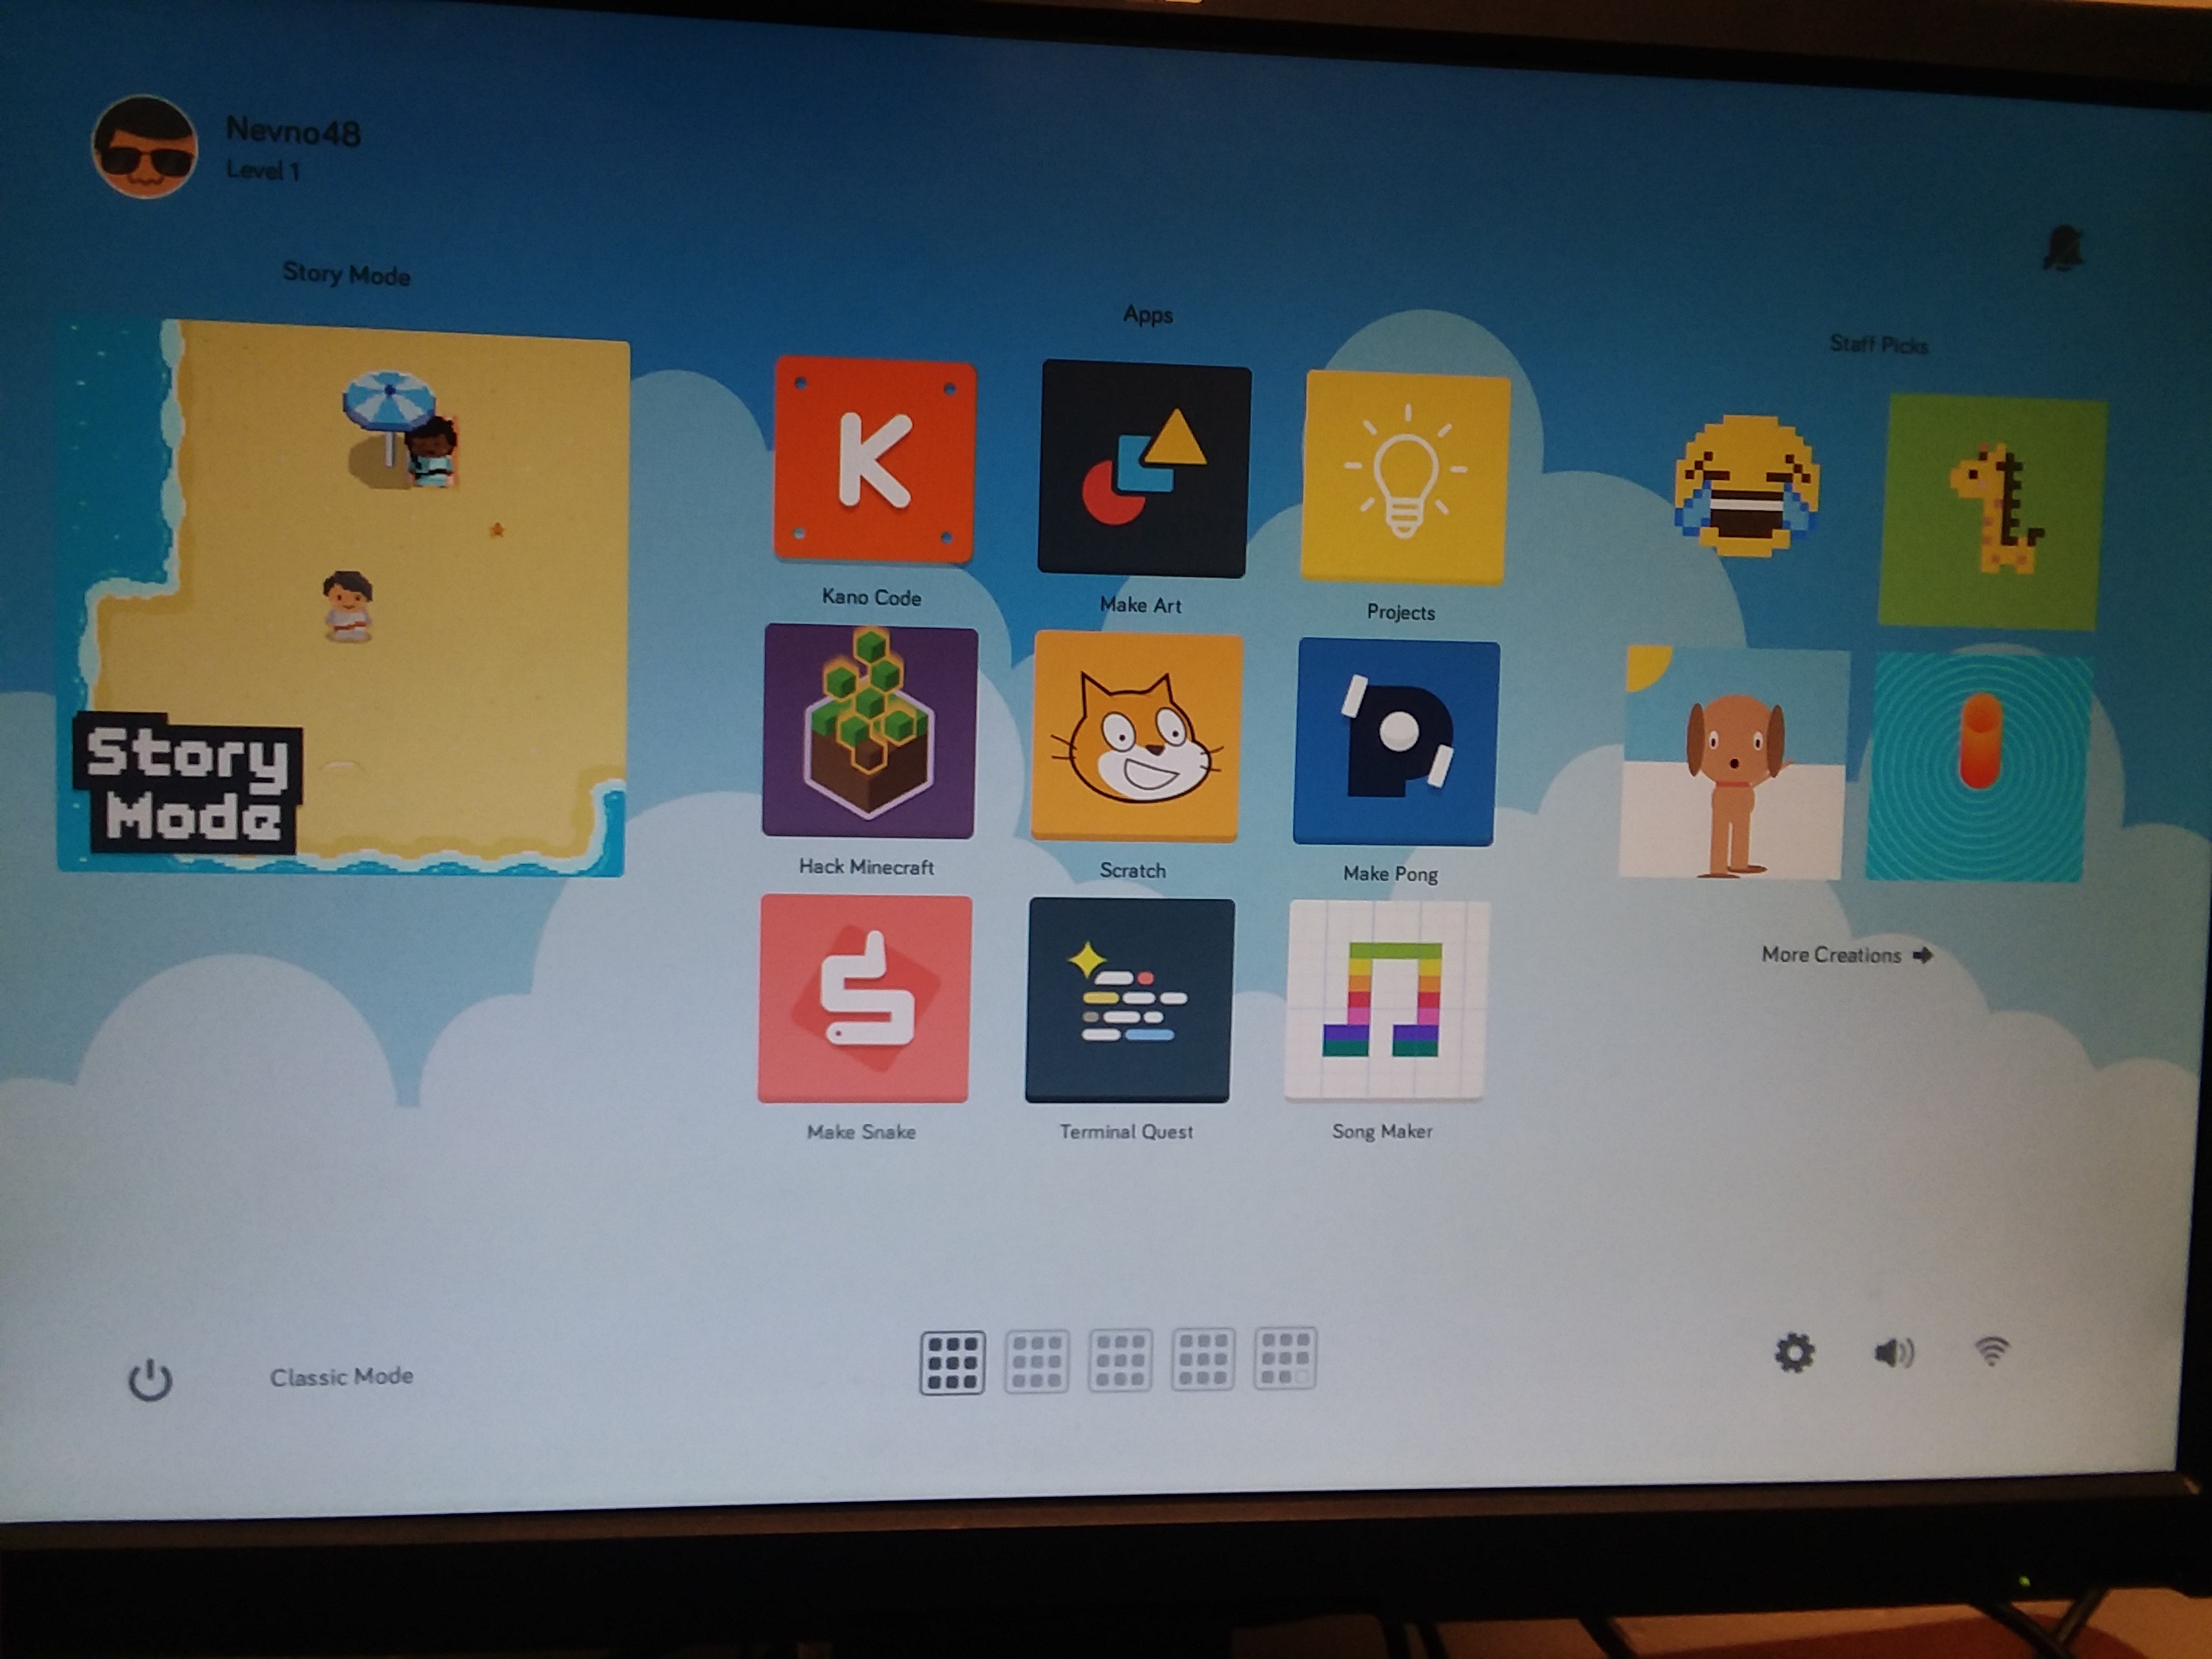 Nevno48
Level 1
Story Mode
Story
Mode
Apps
K
Kano Code
Make Art
Projects
Hack Minecraft
Scratch
Make Pong
Make Snake
Terminal Quest
Song Maker
Staff Picks
More Creations
Classic Mode